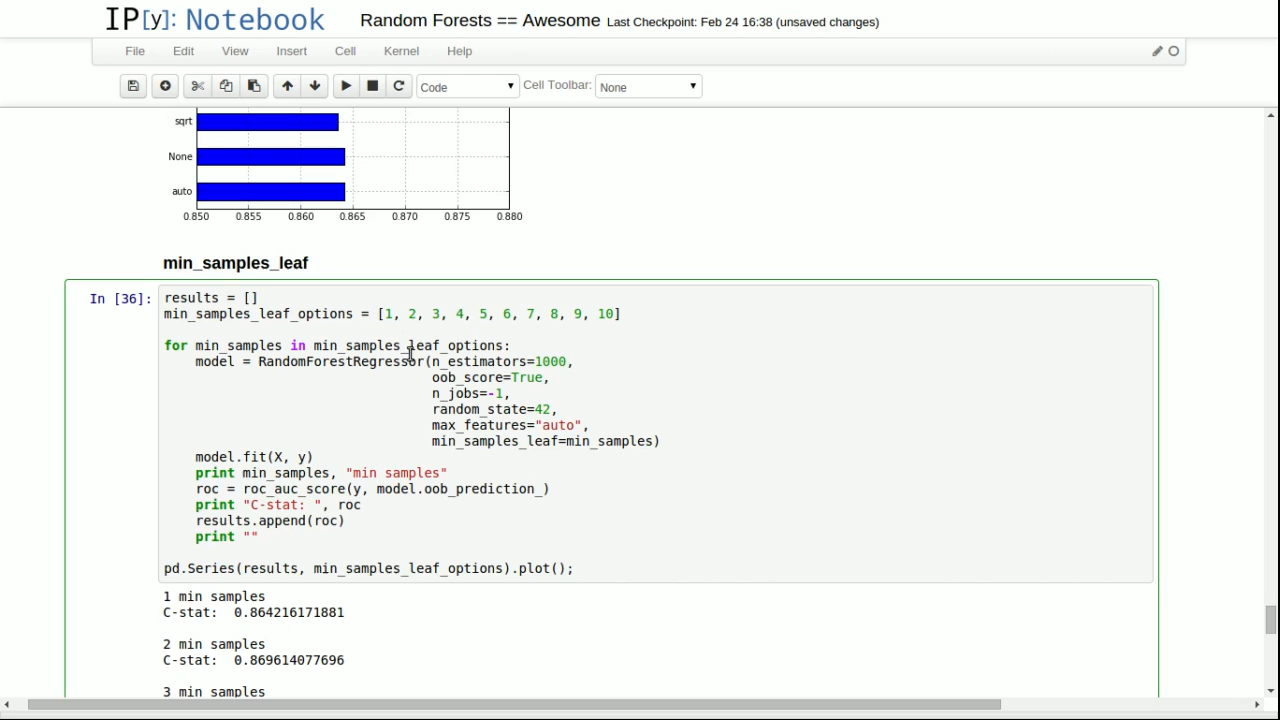 IP[y]: Notebook Random Forests == Awesome Last Checkpoint: Feb 24 16:38 (unsaved changes)
File Edit View Insert Cell Kernel Help
Code Cell Toolbar: None
sqrt
None
auto
0.850 0.855 0.860 0.865 0.870 0.875 0.880
min_samples_leaf
In [36]: results = []
min_samples_leaf_options = [1, 2, 3, 4, 5, 6, 7, 8, 9, 10]
for min_samples in min_samples_leaf_options:
model = RandomForestRegressor(n_estimators=1000,
oob_score=True,
n_jobs=-1,
random_state=42,
max_features="auto",
min_samples_leaf=min_samples)
model.fit(X, y)
print min_samples, "min samples"
roc = roc_auc_score(y, model.oob_prediction_)
print "C-stat: ", roc
results.append(roc)
print ""
pd.Series(results, min_samples_leaf_options).plot();
1 min samples
C-stat:  0.864216171881
2 min samples
C-stat:  0.869614077696
3 min samples